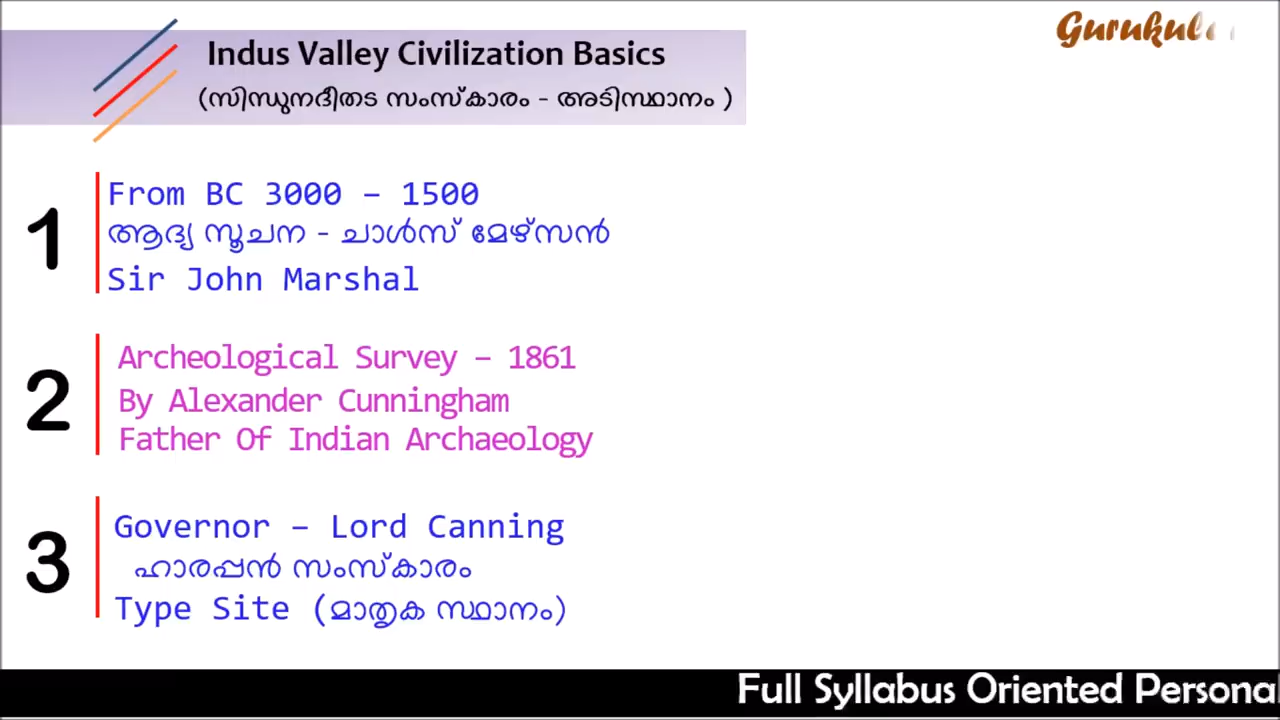 Indus Valley Civilization Basics
(സിന്ധുനദീതട സംസ്കാരം - അടിസ്ഥാനം )
1
From BC 3000 – 1500
ആദ്യ സൂചന - ചാൾസ് മേഴ്സൻ
Sir John Marshal
2
Archeological Survey – 1861
By Alexander Cunningham
Father Of Indian Archaeology
3
Governor – Lord Canning
ഹാരപ്പൻ സംസ്കാരം
Type Site (മാതൃക സ്ഥാനം)
Full Syllabus Oriented Persona